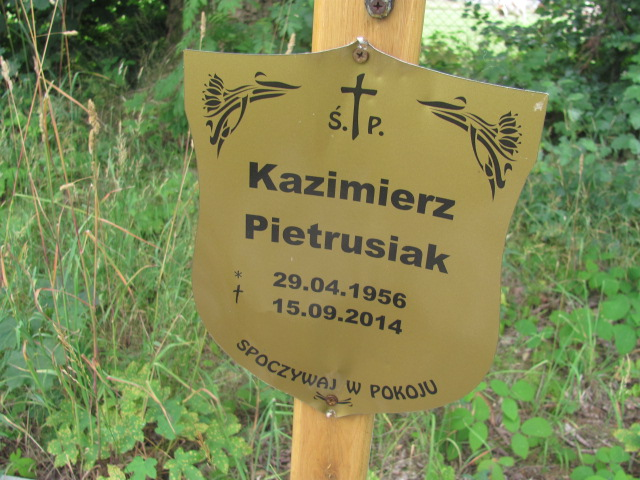 Ś. P.
Kazimierz
Pietrusiak
* 29.04.1956
† 15.09.2014
SPOCZYWAJ W POKOJU